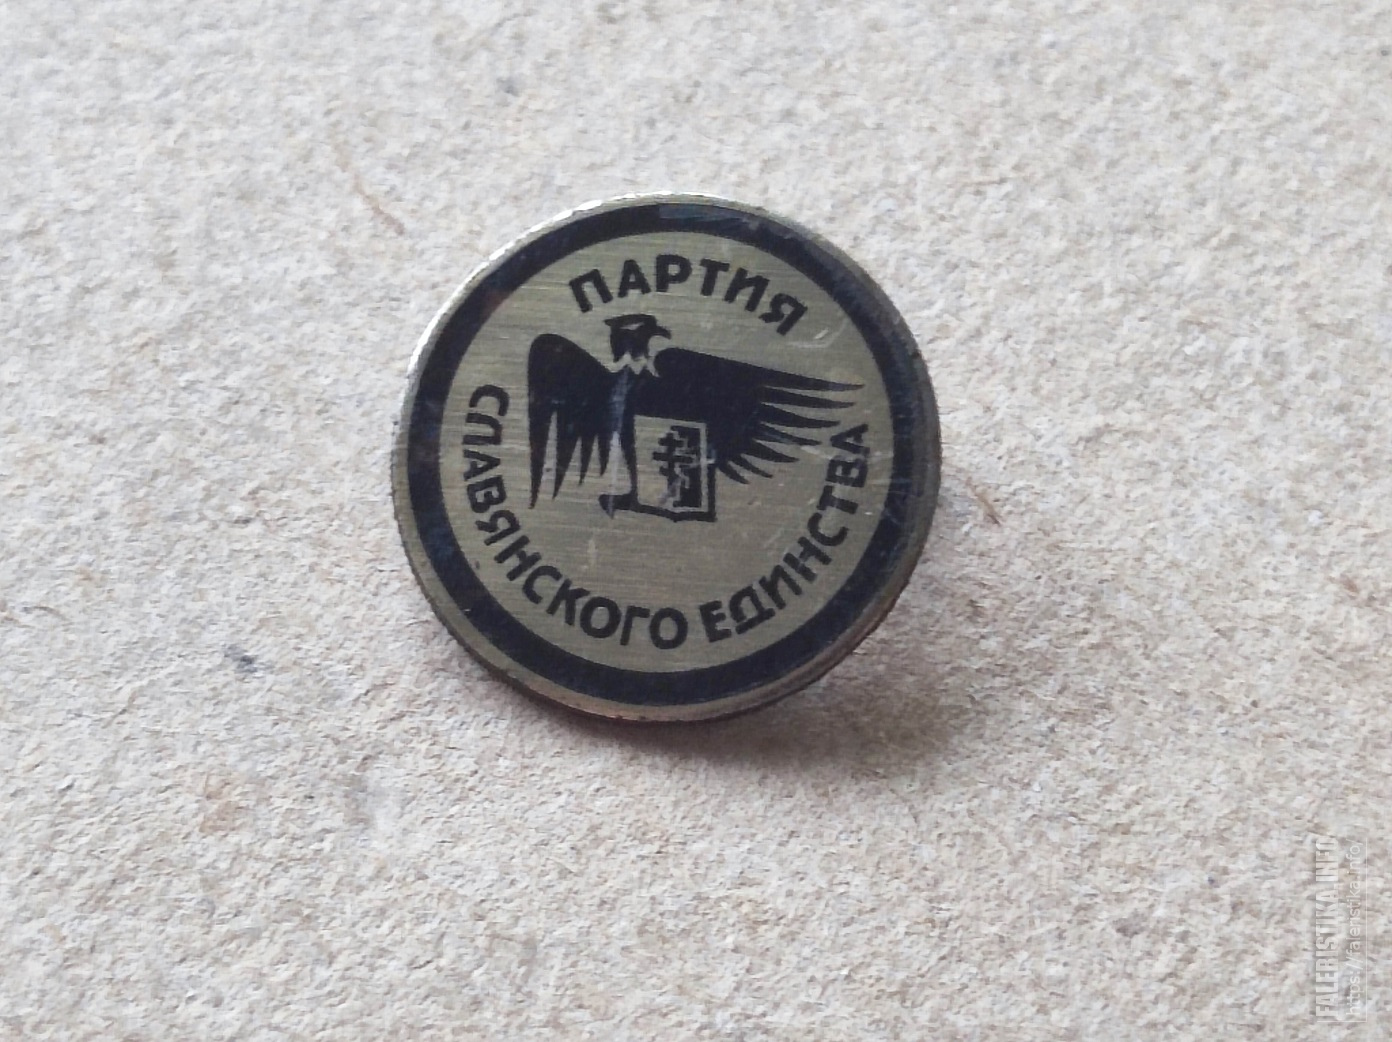 ПАРТИЯ
СЛАВЯНСКОГО ЕДИНСТВА
FALERISTIKA.INFO
https://faleristika.info